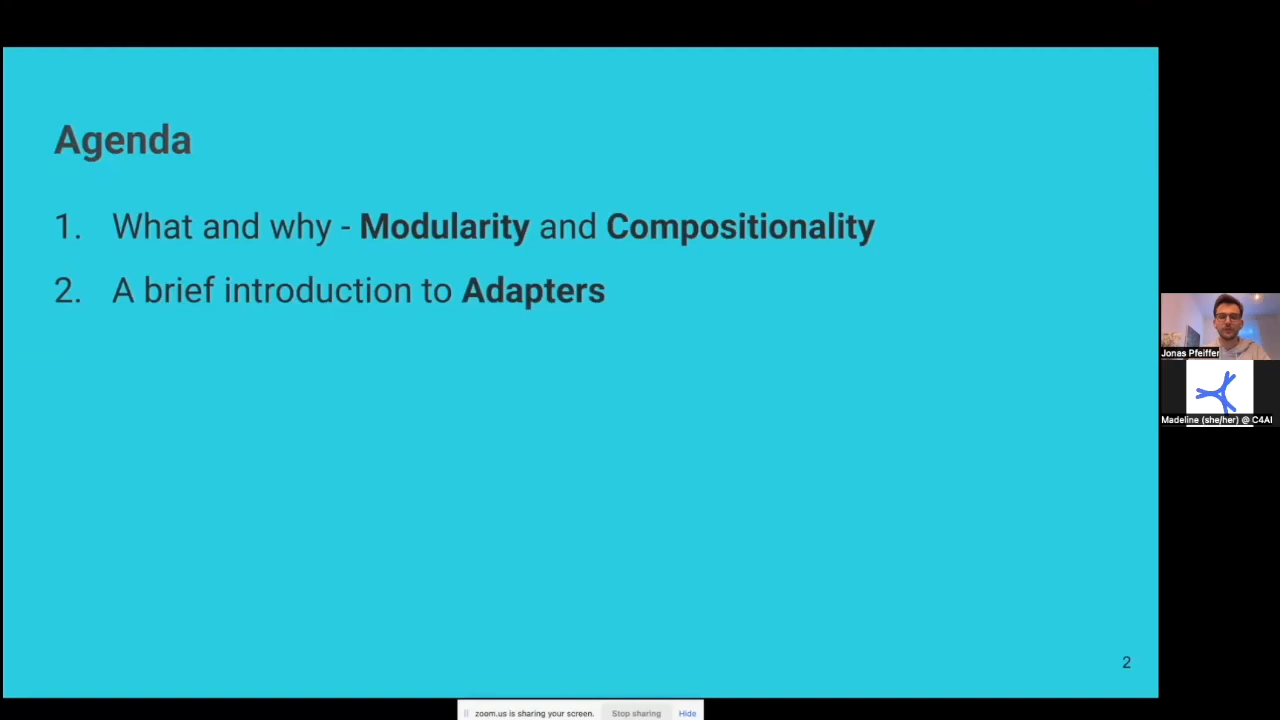 Agenda
1. What and why - Modularity and Compositionality
2. A brief introduction to Adapters
Jonas Pfeiffer
Madeline (she/her) @ C4AI
2
zoom.us is sharing your screen. Stop sharing Hide